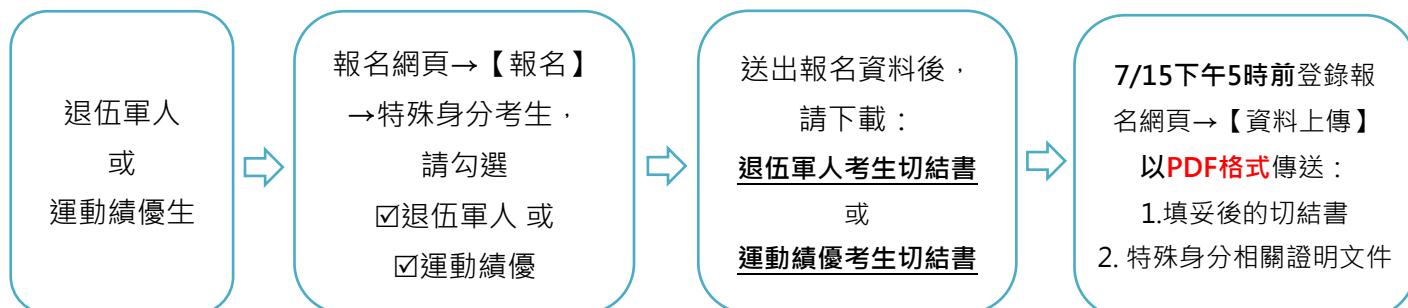 退伍軍人
或
運動績優生
報名網頁→【報名】
→特殊身分考生，
請勾選
☑退伍軍人 或
☑運動績優
送出報名資料後，
請下載：
退伍軍人考生切結書
或
運動績優考生切結書
7/15下午5時前登錄報
名網頁→【資料上傳】
以PDF格式傳送：
1.填妥後的切結書
2. 特殊身分相關證明文件